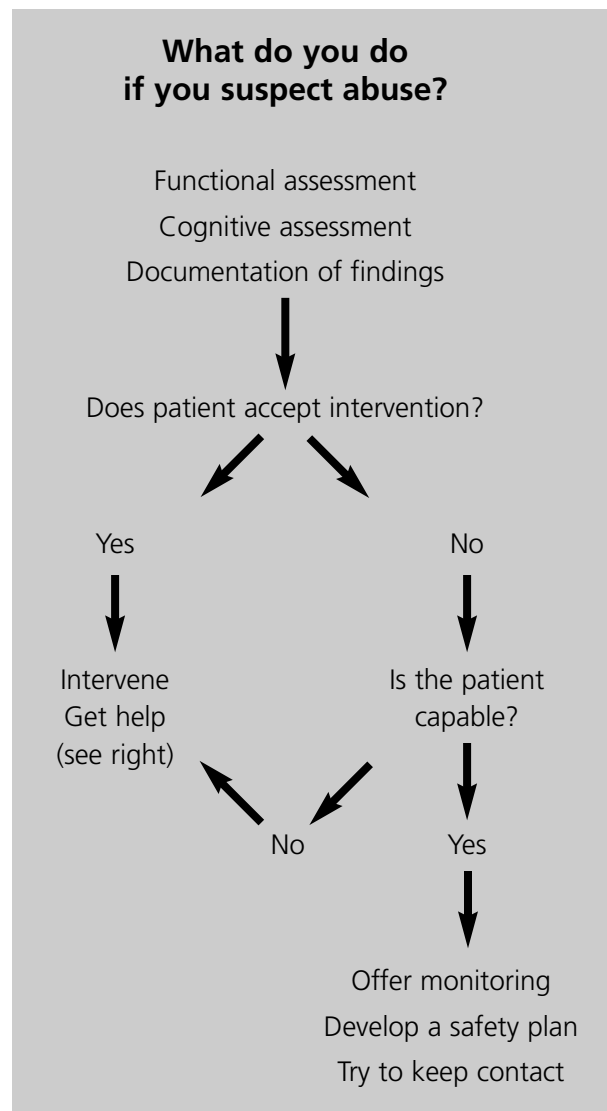 What do you do
if you suspect abuse?
Functional assessment
Cognitive assessment
Documentation of findings
Does patient accept intervention?
Yes
No
Intervene
Get help
(see right)
Is the patient
capable?
No
Yes
Offer monitoring
Develop a safety plan
Try to keep contact